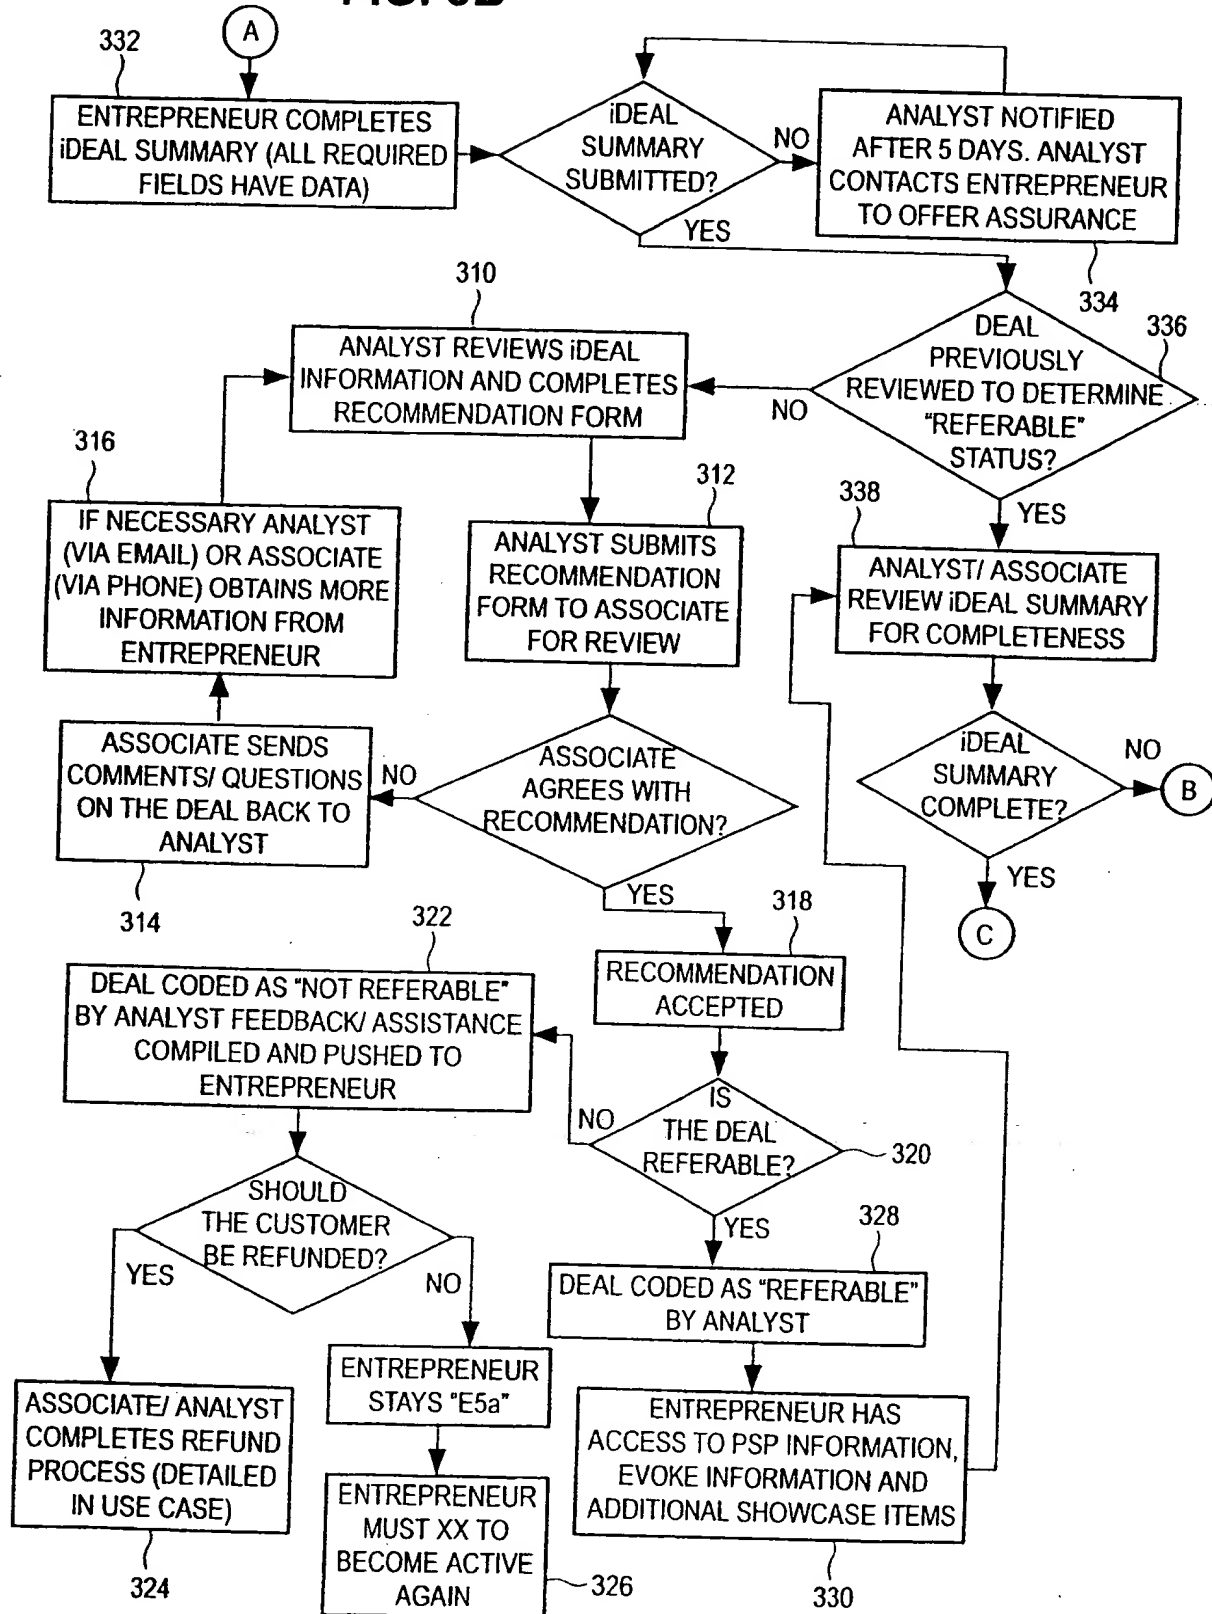 A
332
ENTREPRENEUR COMPLETES
iDEAL SUMMARY (ALL REQUIRED
FIELDS HAVE DATA)
iDEAL
SUMMARY
SUBMITTED?
NO
YES
ANALYST NOTIFIED
AFTER 5 DAYS. ANALYST
CONTACTS ENTREPRENEUR
TO OFFER ASSURANCE
334
310
ANALYST REVIEWS iDEAL
INFORMATION AND COMPLETES
RECOMMENDATION FORM
NO
DEAL
PREVIOUSLY
REVIEWED TO DETERMINE
"REFERABLE"
STATUS?
336
YES
316
IF NECESSARY ANALYST
(VIA EMAIL) OR ASSOCIATE
(VIA PHONE) OBTAINS MORE
INFORMATION FROM
ENTREPRENEUR
312
ANALYST SUBMITS
RECOMMENDATION
FORM TO ASSOCIATE
FOR REVIEW
338
ANALYST/ ASSOCIATE
REVIEW iDEAL SUMMARY
FOR COMPLETENESS
ASSOCIATE SENDS
COMMENTS/ QUESTIONS
ON THE DEAL BACK TO
ANALYST
314
NO
ASSOCIATE
AGREES WITH
RECOMMENDATION?
YES
iDEAL
SUMMARY
COMPLETE?
NO
B
YES
C
322
DEAL CODED AS "NOT REFERABLE"
BY ANALYST FEEDBACK/ ASSISTANCE
COMPILED AND PUSHED TO
ENTREPRENEUR
318
RECOMMENDATION
ACCEPTED
NO
IS
THE DEAL
REFERABLE?
320
YES
SHOULD
THE CUSTOMER
BE REFUNDED?
YES
NO
328
DEAL CODED AS "REFERABLE"
BY ANALYST
ASSOCIATE/ ANALYST
COMPLETES REFUND
PROCESS (DETAILED
IN USE CASE)
324
ENTREPRENEUR
STAYS "E5a"
ENTREPRENEUR
MUST XX TO
BECOME ACTIVE
AGAIN
326
ENTREPRENEUR HAS
ACCESS TO PSP INFORMATION,
EVOKE INFORMATION AND
ADDITIONAL SHOWCASE ITEMS
330